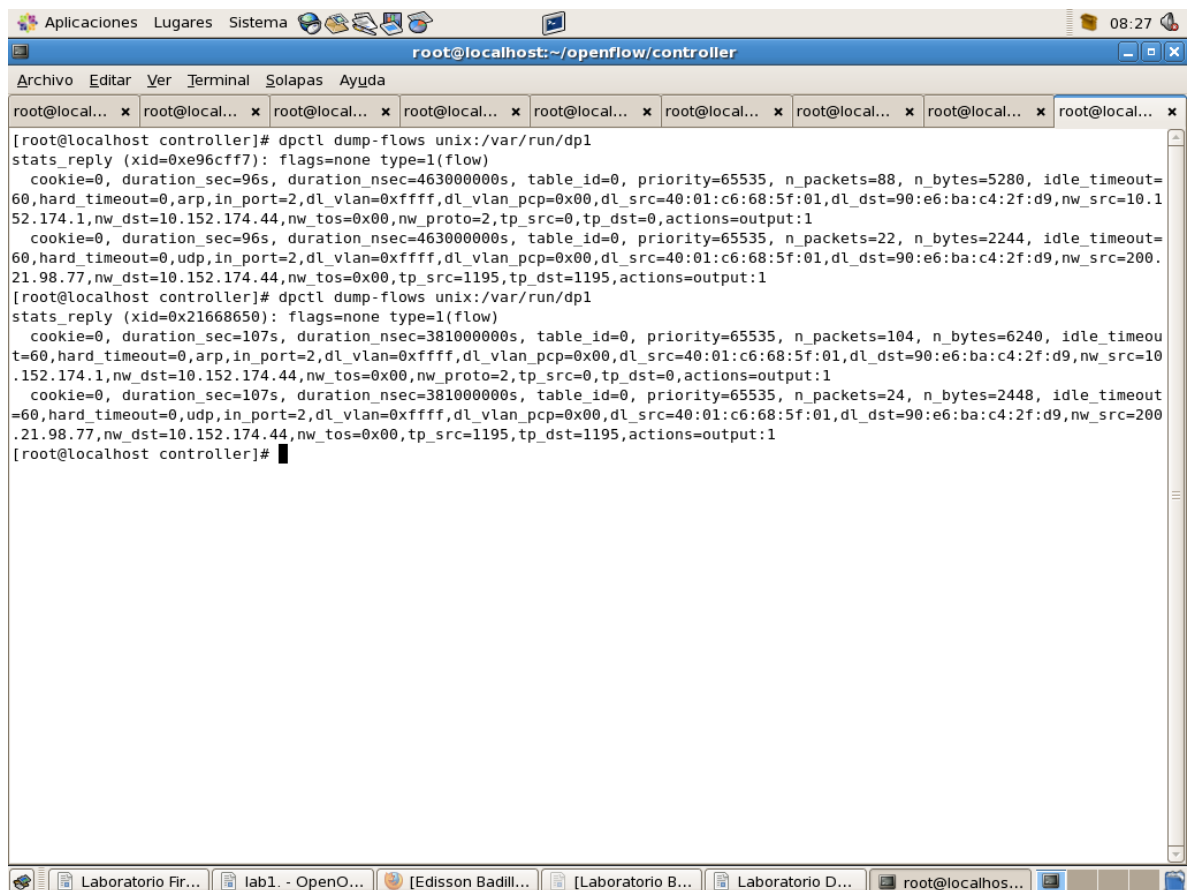 Aplicaciones Lugares Sistema 08:27
root@localhost:~/openflow/controller
Archivo Editar Ver Terminal Solapas Ayuda
root@local... root@local... root@local... root@local... root@local... root@local... root@local... root@local... root@local...
[root@localhost controller]# dpctl dump-flows unix:/var/run/dp1
stats_reply (xid=0xe96cff7): flags=none type=1(flow)
  cookie=0, duration_sec=96s, duration_nsec=463000000s, table_id=0, priority=65535, n_packets=88, n_bytes=5280, idle_timeout=
60,hard_timeout=0,arp,in_port=2,dl_vlan=0xffff,dl_vlan_pcp=0x00,dl_src=40:01:c6:68:5f:01,dl_dst=90:e6:ba:c4:2f:d9,nw_src=10.1
52.174.1,nw_dst=10.152.174.44,nw_tos=0x00,nw_proto=2,tp_src=0,tp_dst=0,actions=output:1
  cookie=0, duration_sec=96s, duration_nsec=463000000s, table_id=0, priority=65535, n_packets=22, n_bytes=2244, idle_timeout=
60,hard_timeout=0,udp,in_port=2,dl_vlan=0xffff,dl_vlan_pcp=0x00,dl_src=40:01:c6:68:5f:01,dl_dst=90:e6:ba:c4:2f:d9,nw_src=200.
21.98.77,nw_dst=10.152.174.44,nw_tos=0x00,tp_src=1195,tp_dst=1195,actions=output:1
[root@localhost controller]# dpctl dump-flows unix:/var/run/dp1
stats_reply (xid=0x21668650): flags=none type=1(flow)
  cookie=0, duration_sec=107s, duration_nsec=381000000s, table_id=0, priority=65535, n_packets=104, n_bytes=6240, idle_timeou
t=60,hard_timeout=0,arp,in_port=2,dl_vlan=0xffff,dl_vlan_pcp=0x00,dl_src=40:01:c6:68:5f:01,dl_dst=90:e6:ba:c4:2f:d9,nw_src=10
.152.174.1,nw_dst=10.152.174.44,nw_tos=0x00,nw_proto=2,tp_src=0,tp_dst=0,actions=output:1
  cookie=0, duration_sec=107s, duration_nsec=381000000s, table_id=0, priority=65535, n_packets=24, n_bytes=2448, idle_timeout
=60,hard_timeout=0,udp,in_port=2,dl_vlan=0xffff,dl_vlan_pcp=0x00,dl_src=40:01:c6:68:5f:01,dl_dst=90:e6:ba:c4:2f:d9,nw_src=200
.21.98.77,nw_dst=10.152.174.44,nw_tos=0x00,tp_src=1195,tp_dst=1195,actions=output:1
[root@localhost controller]#
Laboratorio Fir... lab1. - OpenO... [Edisson Badill... [Laboratorio B... Laboratorio D... root@localhos...